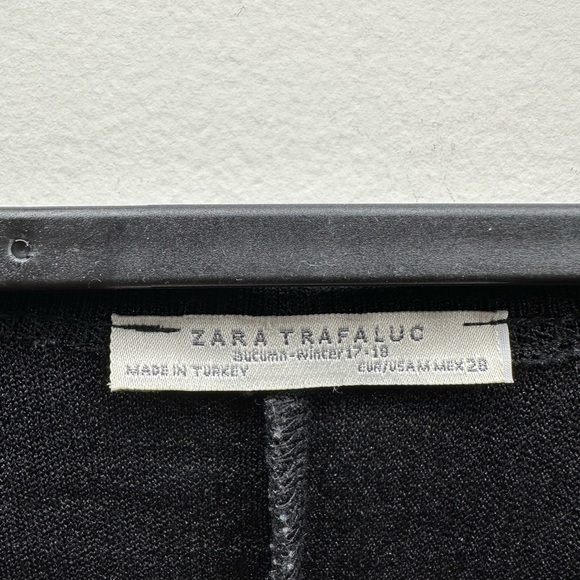 ZARA TRAFALUC
autumn-winter 17-18
MADE IN TURKEY EUR/USA M MEX 28